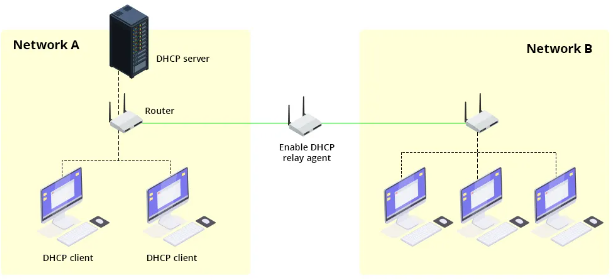 Network A
DHCP server
Network B
Router
Enable DHCP
relay agent
DHCP client
DHCP client